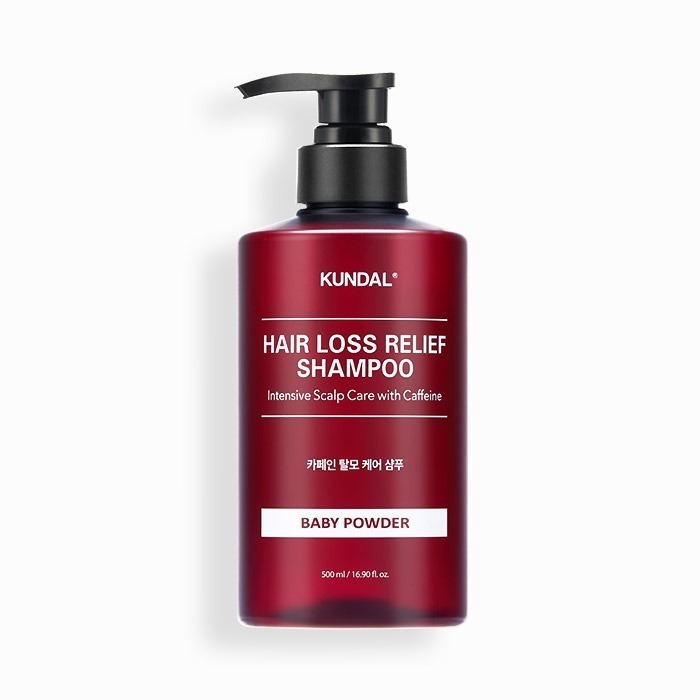 KUNDAL®
HAIR LOSS RELIEF
SHAMPOO
Intensive Scalp Care with Caffeine
카페인 탈모 케어 샴푸
BABY POWDER
500 ml / 16.90 fl. oz.